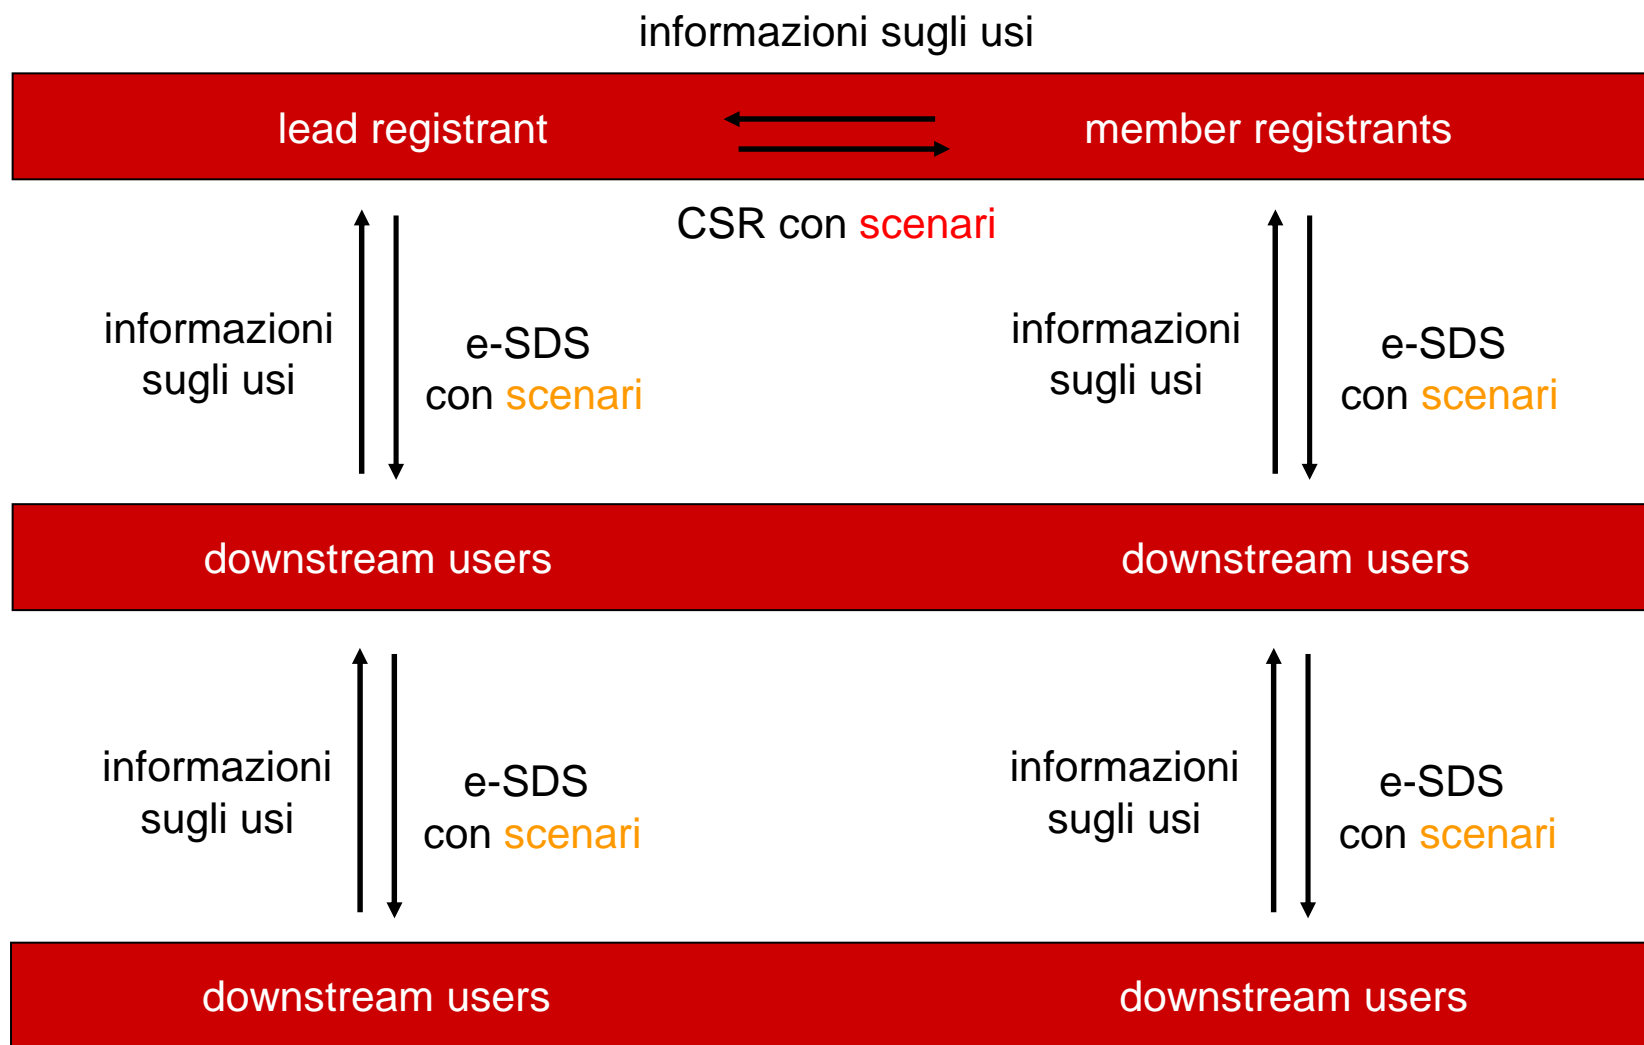 informazioni sugli usi
lead registrant
member registrants
CSR con scenari
informazioni
sugli usi
e-SDS
con scenari
informazioni
sugli usi
e-SDS
con scenari
downstream users
downstream users
informazioni
sugli usi
e-SDS
con scenari
informazioni
sugli usi
e-SDS
con scenari
downstream users
downstream users